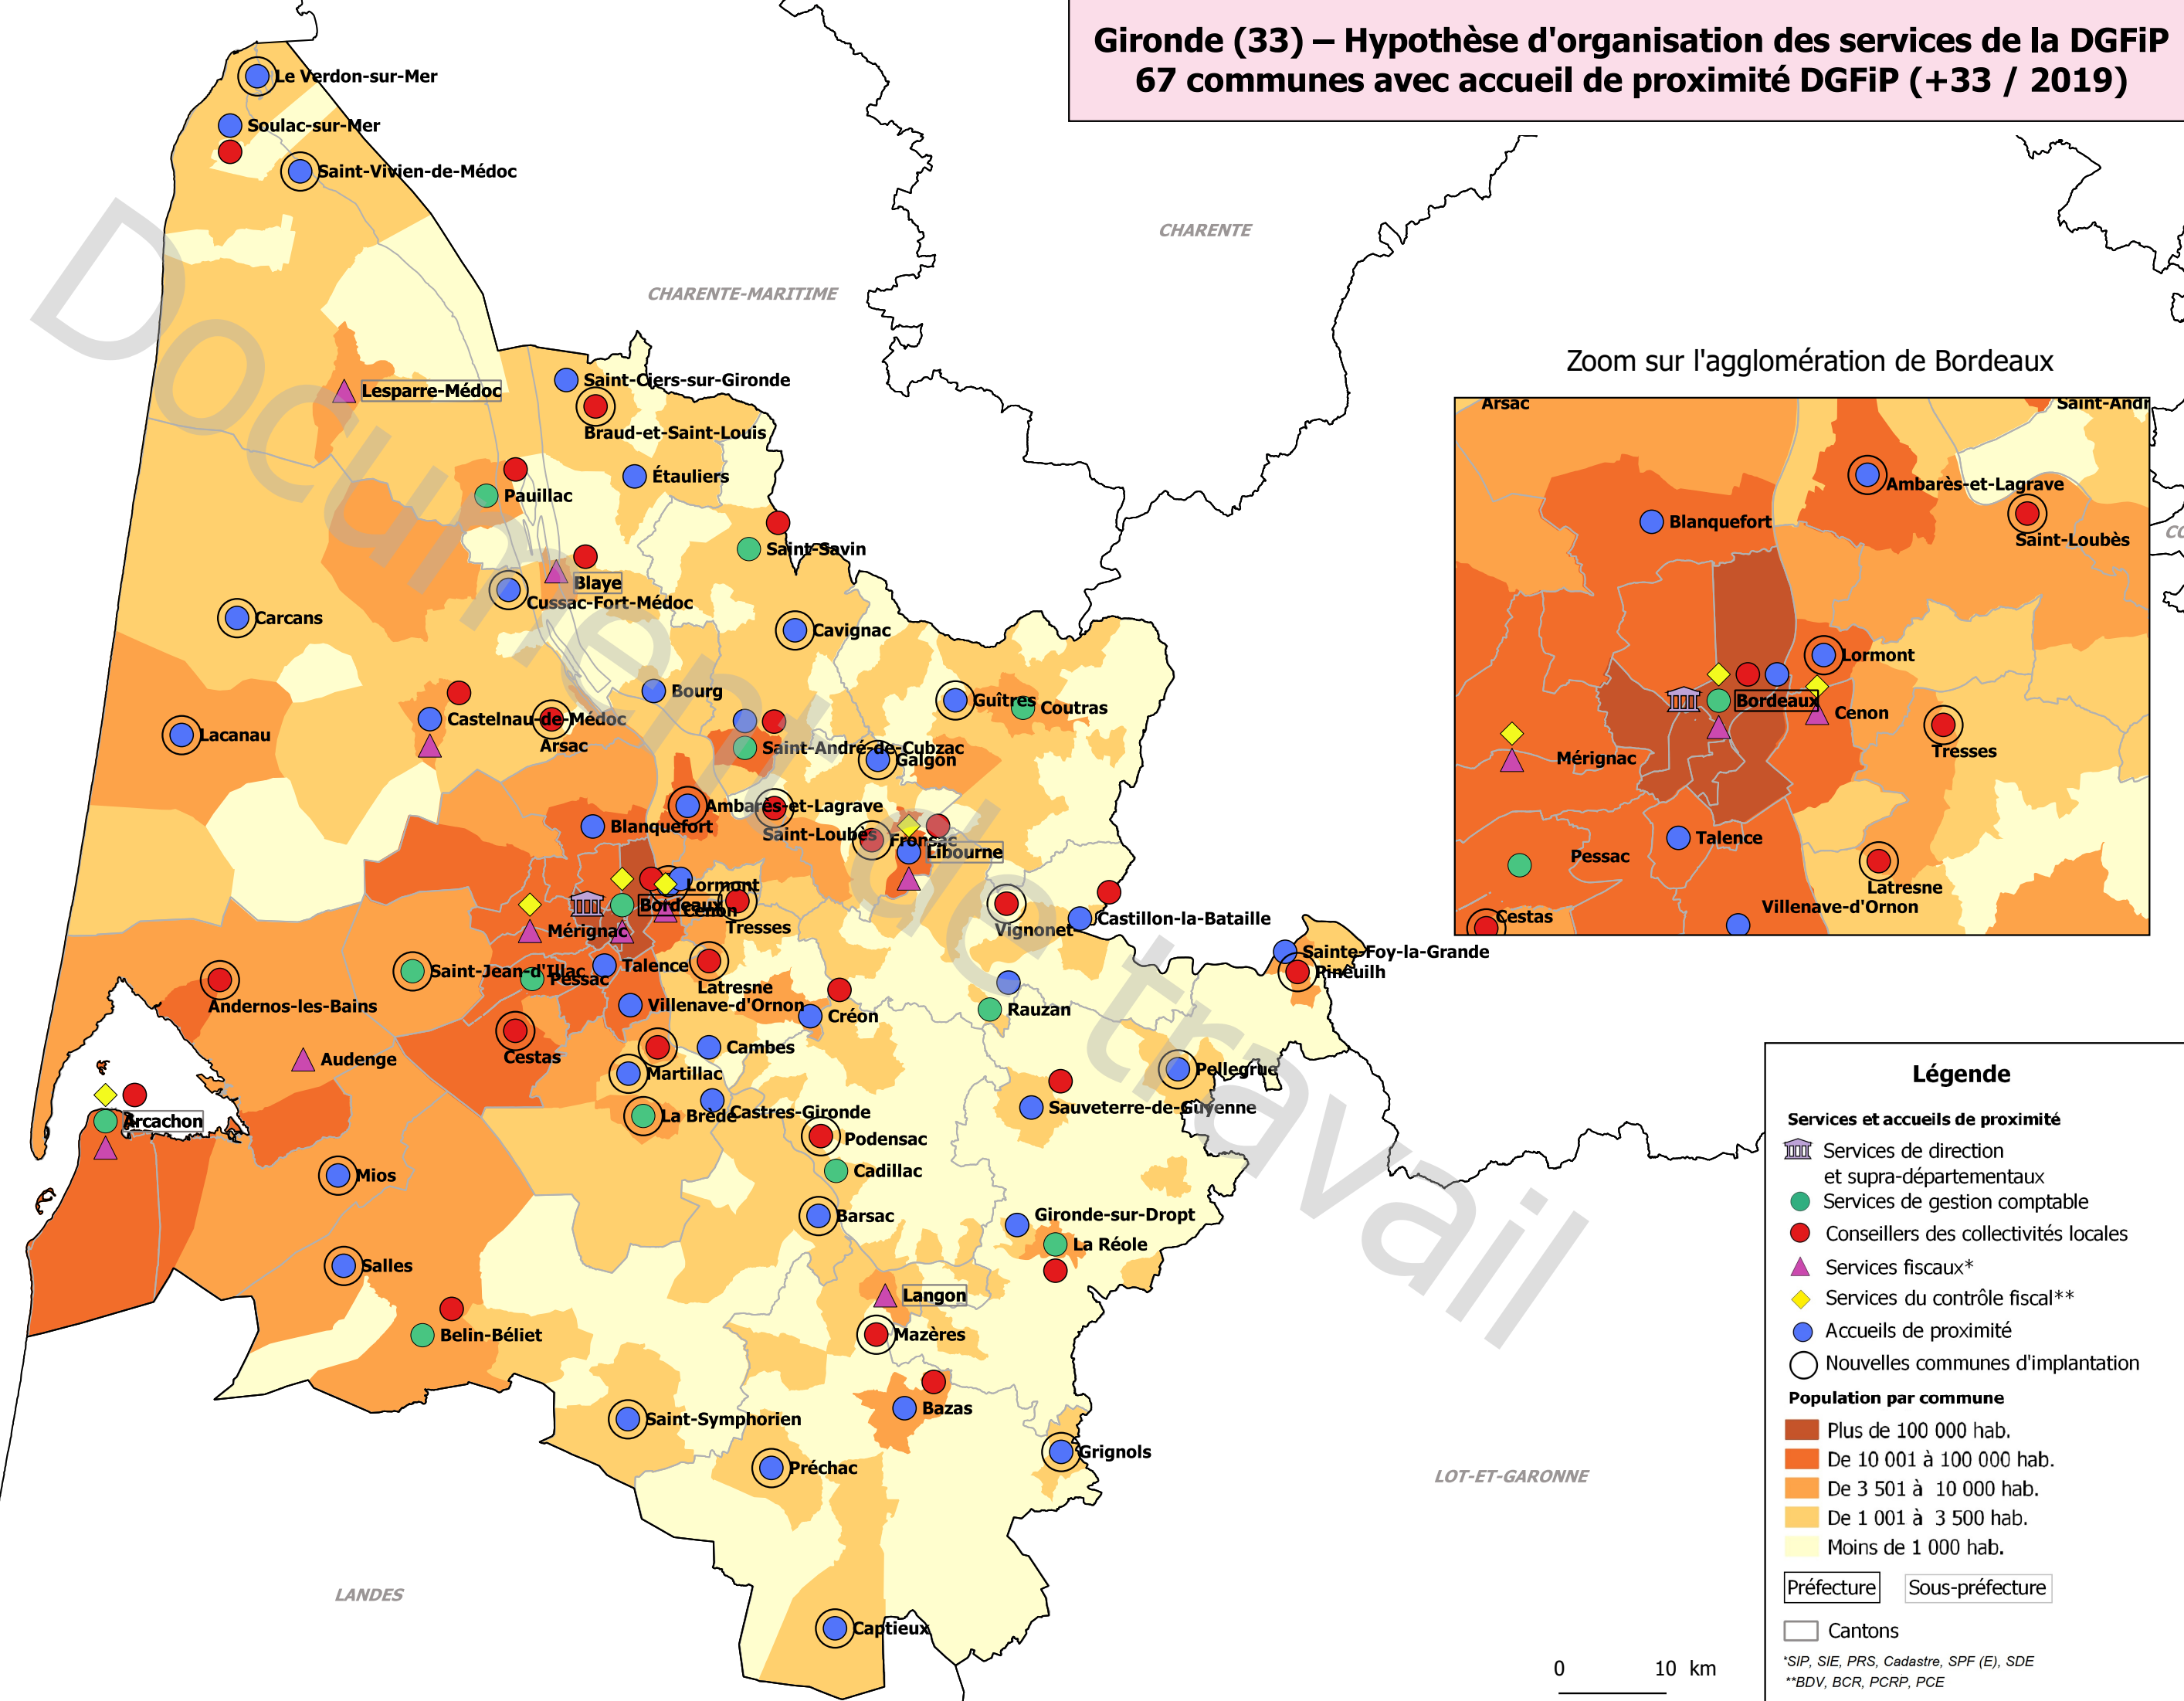 Gironde (33) – Hypothèse d'organisation des services de la DGFiP
67 communes avec accueil de proximité DGFiP (+33 / 2019)
Le Verdon-sur-Mer
Soulac-sur-Mer
Saint-Vivien-de-Médoc
CHARENTE
CHARENTE-MARITIME
Document de travail
Lesparre-Médoc
Saint-Ciers-sur-Gironde
Braud-et-Saint-Louis
Étauliers
Pauillac
Saint-Savin
Blaye
Cussac-Fort-Médoc
Carcans
Cavignac
Bourg
Guîtres
Coutras
Castelnau-de-Médoc
Lacanau
Arsac
Saint-André-de-Cubzac
Galgon
Ambarès-et-Lagrave
Blanquefort
Saint-Loubès
Fronsac
Libourne
Lormont
Bordeaux
Cenon
Tresses
Mérignac
Vignonet
Castillon-la-Bataille
Sainte-Foy-la-Grande
Pineuilh
Saint-Jean-d'Illac
Pessac
Talence
Latresne
Villenave-d'Ornon
Andernos-les-Bains
Créon
Rauzan
Cestas
Cambes
Audenge
Martillac
Pellegrue
La Brède
Castres-Gironde
Sauveterre-de-Guyenne
Arcachon
Podensac
Cadillac
Mios
Barsac
Gironde-sur-Dropt
La Réole
Salles
Langon
Belin-Béliet
Mazères
Bazas
Saint-Symphorien
Grignols
Préchac
LOT-ET-GARONNE
LANDES
Captieux
0 10 km
Zoom sur l'agglomération de Bordeaux
Arsac
Saint-Andr
Ambarès-et-Lagrave
Blanquefort
Saint-Loubès
CO
Lormont
Bordeaux
Cenon
Tresses
Mérignac
Talence
Pessac
Latresne
Villenave-d'Ornon
Cestas
Légende
Services et accueils de proximité
Services de direction
et supra-départementaux
Services de gestion comptable
Conseillers des collectivités locales
Services fiscaux*
Services du contrôle fiscal**
Accueils de proximité
Nouvelles communes d'implantation
Population par commune
Plus de 100 000 hab.
De 10 001 à 100 000 hab.
De 3 501 à 10 000 hab.
De 1 001 à 3 500 hab.
Moins de 1 000 hab.
Préfecture Sous-préfecture
Cantons
*SIP, SIE, PRS, Cadastre, SPF (E), SDE
**BDV, BCR, PCRP, PCE